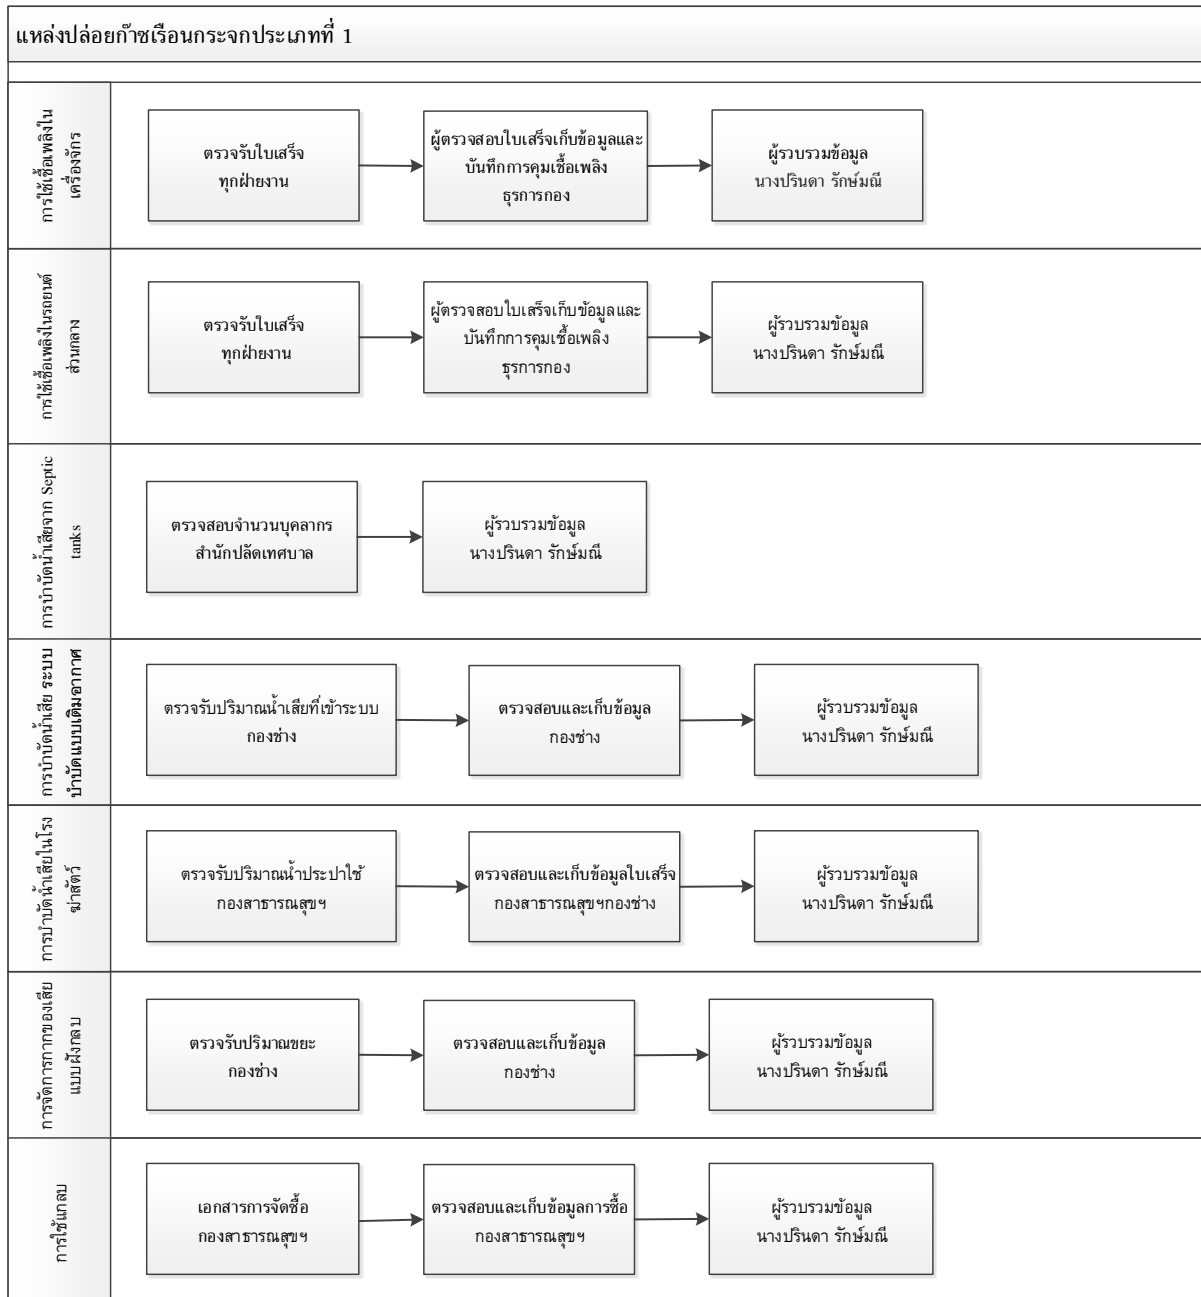 แหล่งปล่อยก๊าซเรือนกระจกประเภทที่ 1
การใช้เชื้อเพลิงใน
เครื่องจักร
ตรวจรับใบเสร็จ
ทุกฝ่ายงาน
ผู้ตรวจสอบใบเสร็จเก็บข้อมูลและ
บันทึกการคุมเชื้อเพลิง
ธุรการกอง
ผู้รวบรวมข้อมูล
นางปรินดา รักษ์มณี
การใช้เชื้อเพลิงในรถยนต์
ส่วนกลาง
ตรวจรับใบเสร็จ
ทุกฝ่ายงาน
ผู้ตรวจสอบใบเสร็จเก็บข้อมูลและ
บันทึกการคุมเชื้อเพลิง
ธุรการกอง
ผู้รวบรวมข้อมูล
นางปรินดา รักษ์มณี
การบำบัดน้ำเสียจาก Septic
tanks
ตรวจสอบจำนวนบุคลากร
สำนักปลัดเทศบาล
ผู้รวบรวมข้อมูล
นางปรินดา รักษ์มณี
การบำบัดน้ำเสีย ระบบ
บำบัดแบบเติมอากาศ
ตรวจรับปริมาณน้ำเสียที่เข้าระบบ
กองช่าง
ตรวจสอบและเก็บข้อมูล
กองช่าง
ผู้รวบรวมข้อมูล
นางปรินดา รักษ์มณี
การบำบัดน้ำเสียในโรง
ฆ่าสัตว์
ตรวจรับปริมาณน้ำประปาใช้
กองสาธารณสุขฯ
ตรวจสอบและเก็บข้อมูลใบเสร็จ
กองสาธารณสุขฯกองช่าง
ผู้รวบรวมข้อมูล
นางปรินดา รักษ์มณี
การจัดการกากของเสีย
แบบฝังกลบ
ตรวจรับปริมาณขยะ
กองช่าง
ตรวจสอบและเก็บข้อมูล
กองช่าง
ผู้รวบรวมข้อมูล
นางปรินดา รักษ์มณี
การใช้แกลบ
เอกสารการจัดซื้อ
กองสาธารณสุขฯ
ตรวจสอบและเก็บข้อมูลการซื้อ
กองสาธารณสุขฯ
ผู้รวบรวมข้อมูล
นางปรินดา รักษ์มณี